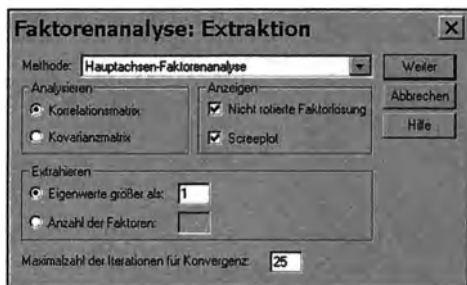 Faktorenanalyse: Extraktion
Methode: Hauptachsen-Faktorenanalyse
Weiter
Analysieren
Anzeigen
Abbrechen
Korrelationsmatrix
Nicht rotierte Faktorlösung
Hilfe
Kovarianzmatrix
Screeplot
Extrahieren
Eigenwerte größer als: 1
Anzahl der Faktoren:
Maximalzahl der Iterationen für Konvergenz: 25